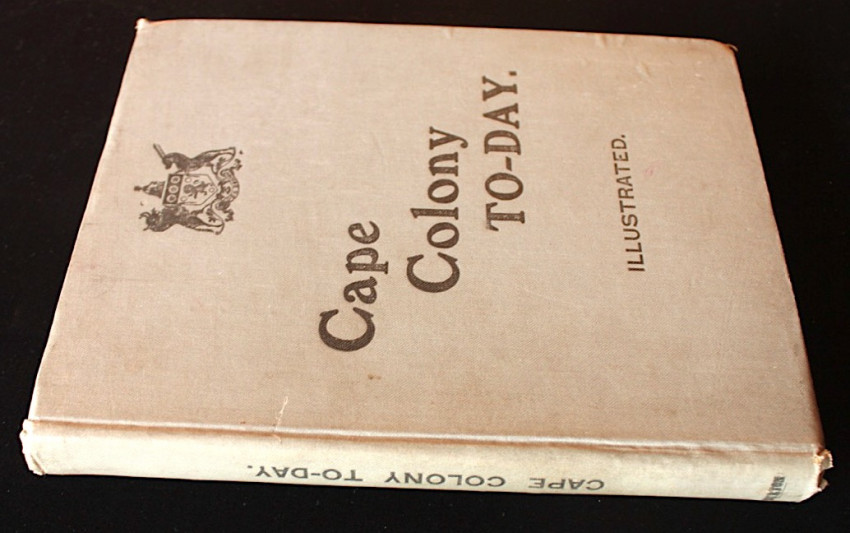 Cape
Colony
TO-DAY.
ILLUSTRATED.
CAPE COLONY TO-DAY.